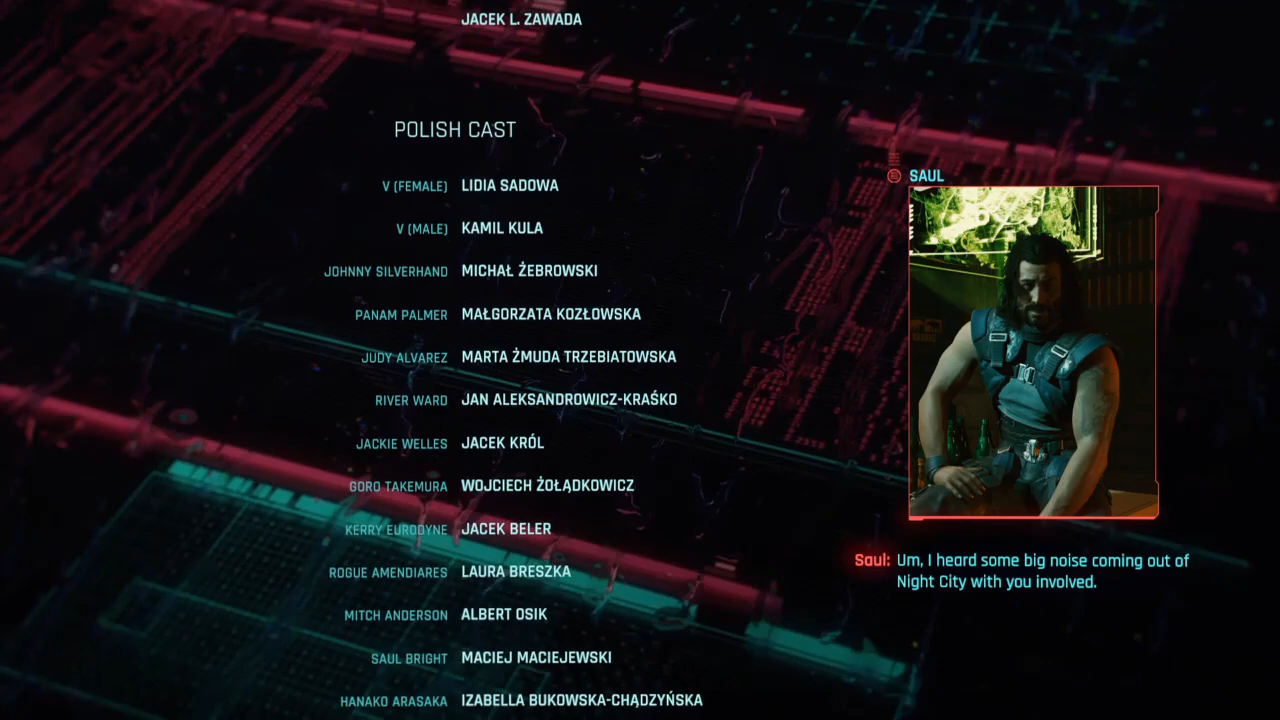 JACEK L. ZAWADA
POLISH CAST
V (FEMALE) LIDIA SADOWA
V (MALE) KAMIL KULA
JOHNNY SILVERHAND MICHAŁ ŻEBROWSKI
PANAM PALMER MAŁGORZATA KOZŁOWSKA
JUDY ALVAREZ MARTA ŻMUDA TRZEBIATOWSKA
RIVER WARD JAN ALEKSANDROWICZ-KRAŚKO
JACKIE WELLES JACEK KRÓL
GORO TAKEMURA WOJCIECH ŻOŁĄDKOWICZ
KERRY EURODYNE JACEK BELER
ROGUE AMENDIARES LAURA BRESZKA
MITCH ANDERSON ALBERT OSIK
SAUL BRIGHT MACIEJ MACIEJEWSKI
HANAKO ARASAKA IZABELLA BUKOWSKA-CHĄDZYŃSKA
SAUL
Saul: Um, I heard some big noise coming out of
Night City with you involved.